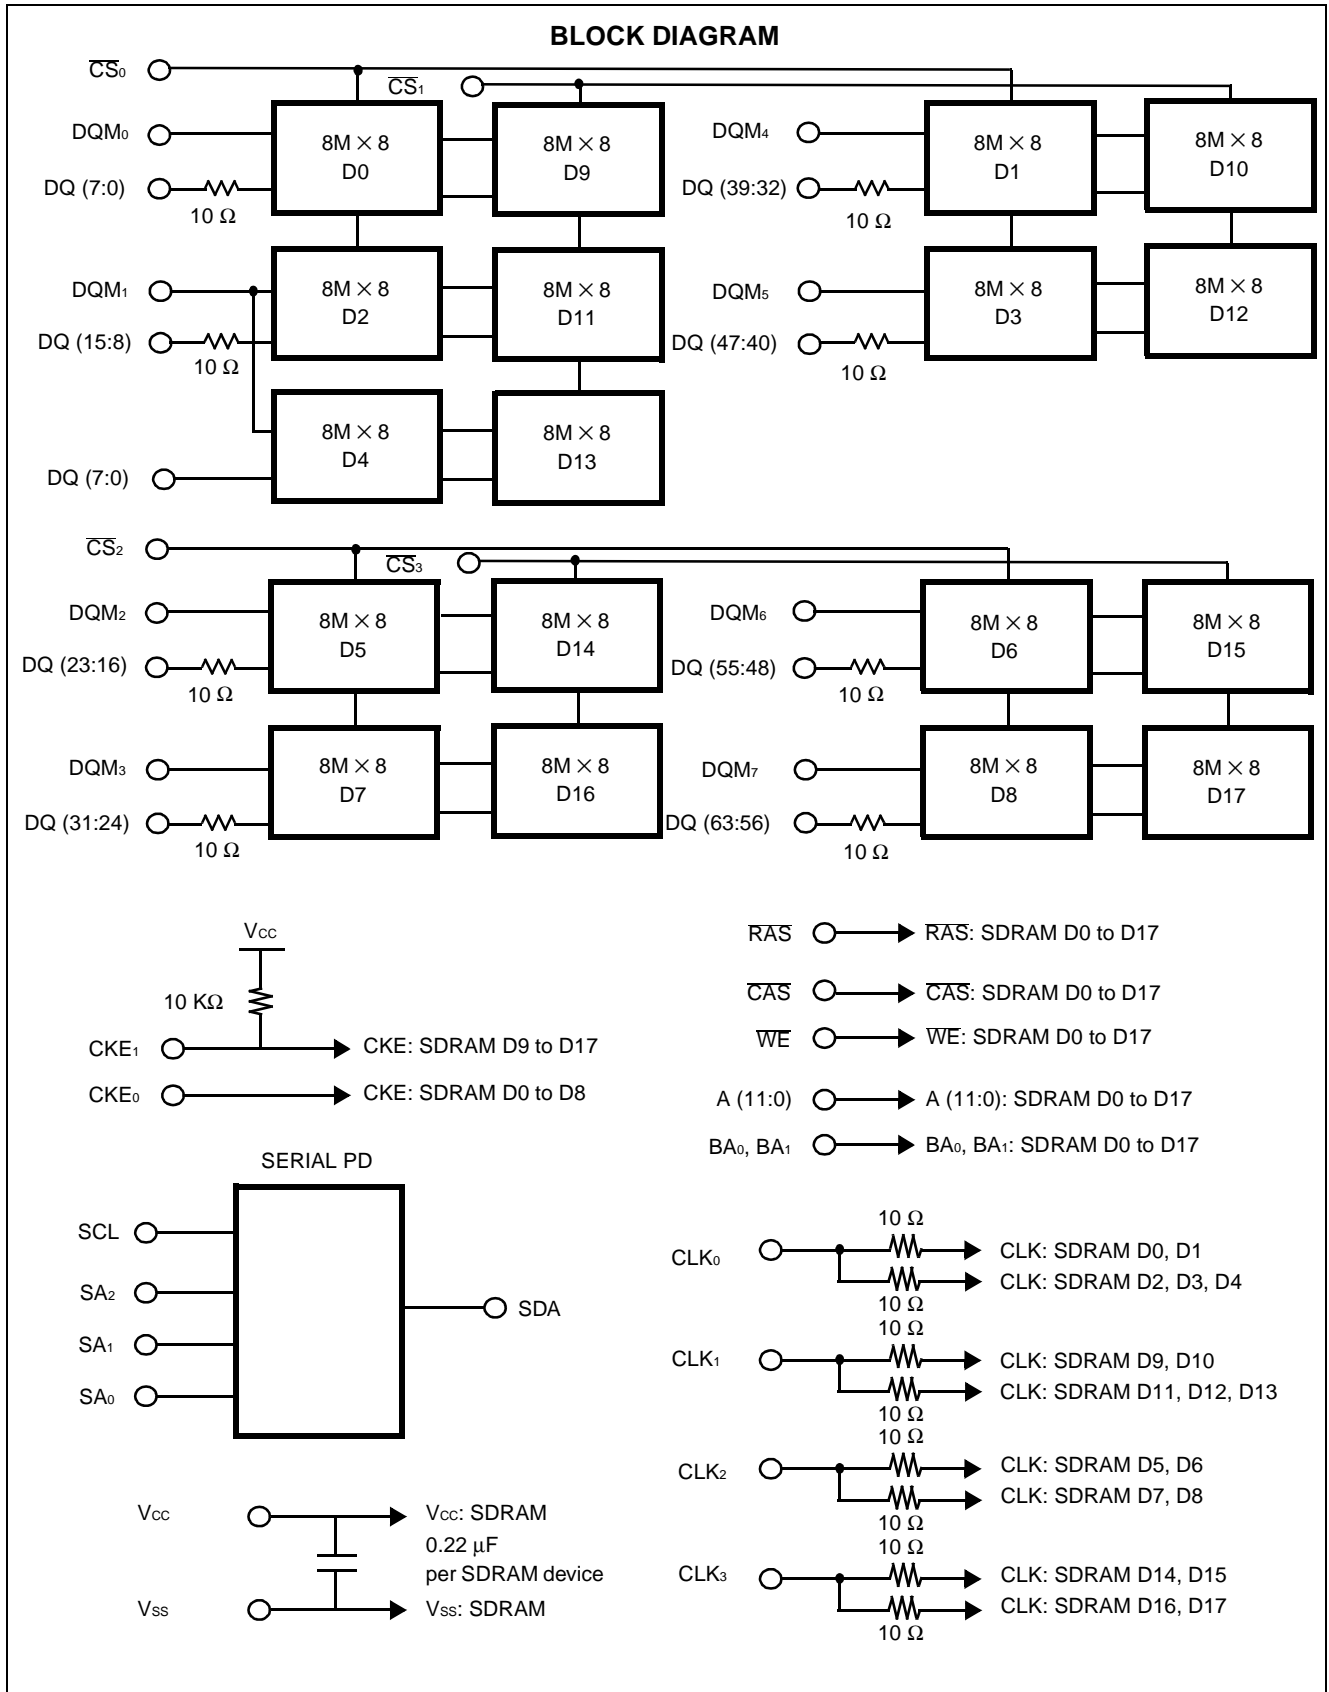 BLOCK DIAGRAM
CS0
CS1
DQM0
8M × 8
D0
8M × 8
D9
DQM4
8M × 8
D1
8M × 8
D10
DQ (7:0)
10 Ω
DQ (39:32)
10 Ω
DQM1
8M × 8
D2
8M × 8
D11
DQM5
8M × 8
D3
8M × 8
D12
DQ (15:8)
10 Ω
DQ (47:40)
10 Ω
8M × 8
D4
8M × 8
D13
DQ (7:0)
CS2
CS3
DQM2
8M × 8
D5
8M × 8
D14
DQM6
8M × 8
D6
8M × 8
D15
DQ (23:16)
10 Ω
DQ (55:48)
10 Ω
DQM3
8M × 8
D7
8M × 8
D16
DQM7
8M × 8
D8
8M × 8
D17
DQ (31:24)
10 Ω
DQ (63:56)
10 Ω
VCC
10 KΩ
CKE1
CKE: SDRAM D9 to D17
CKE0
CKE: SDRAM D0 to D8
RAS
RAS: SDRAM D0 to D17
CAS
CAS: SDRAM D0 to D17
WE
WE: SDRAM D0 to D17
A (11:0)
A (11:0): SDRAM D0 to D17
BA0, BA1
BA0, BA1: SDRAM D0 to D17
SERIAL PD
SCL
SA2
SA1
SA0
SDA
CLK0
10 Ω
CLK: SDRAM D0, D1
CLK: SDRAM D2, D3, D4
10 Ω
CLK1
10 Ω
CLK: SDRAM D9, D10
CLK: SDRAM D11, D12, D13
10 Ω
CLK2
10 Ω
CLK: SDRAM D5, D6
CLK: SDRAM D7, D8
10 Ω
CLK3
10 Ω
CLK: SDRAM D14, D15
CLK: SDRAM D16, D17
10 Ω
VCC
VCC: SDRAM
0.22 µF
per SDRAM device
VSS
VSS: SDRAM